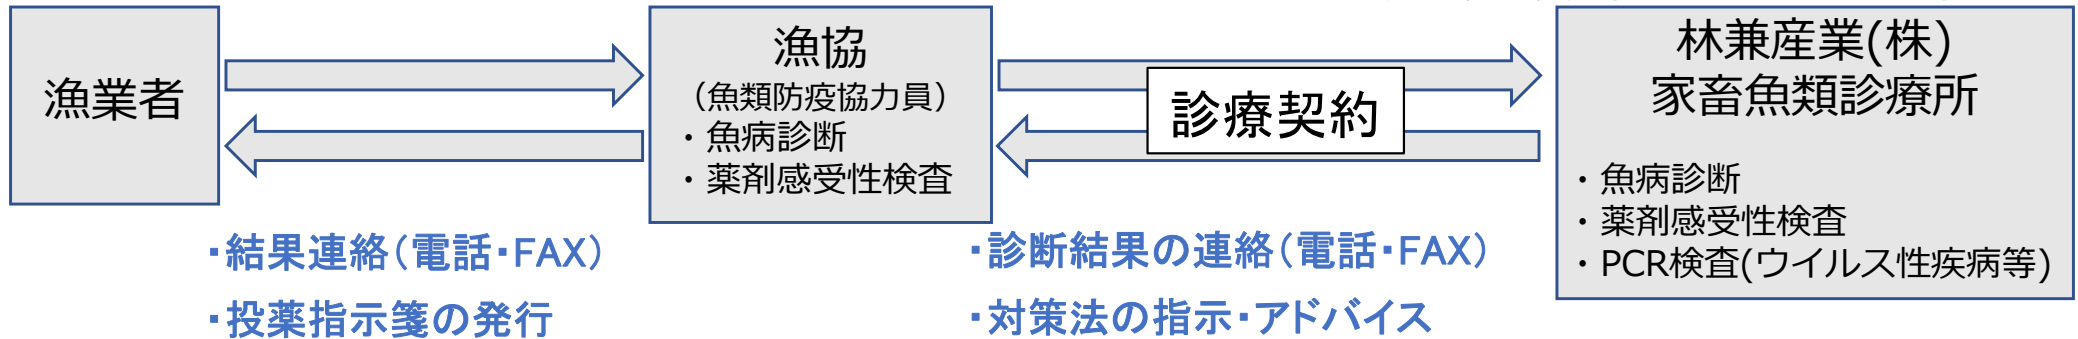 漁業者
漁協
（魚類防疫協力員）
・魚病診断
・薬剤感受性検査
診療契約
林兼産業(株)
家畜魚類診療所
・魚病診断
・薬剤感受性検査
・PCR検査(ウイルス性疾病等)
・結果連絡（電話・FAX）
・投薬指示箋の発行
・診断結果の連絡（電話・FAX）
・対策法の指示・アドバイス